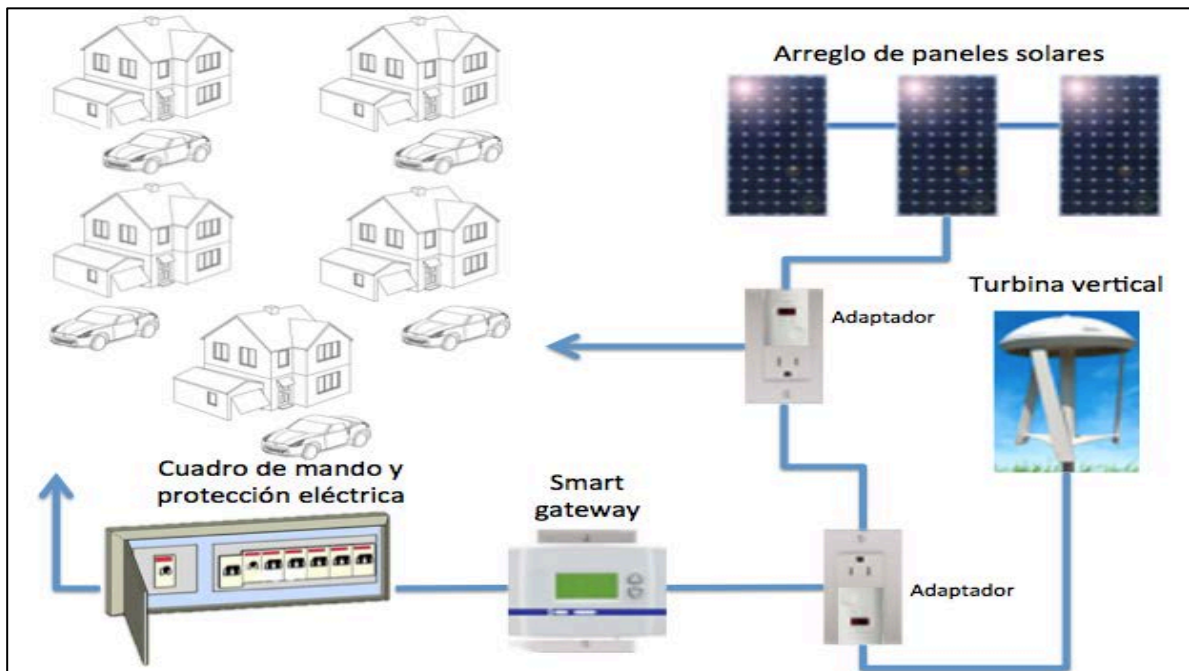 Arreglo de paneles solares
Turbina vertical
Adaptador
Cuadro de mando y
protección eléctrica
Smart
gateway
Adaptador